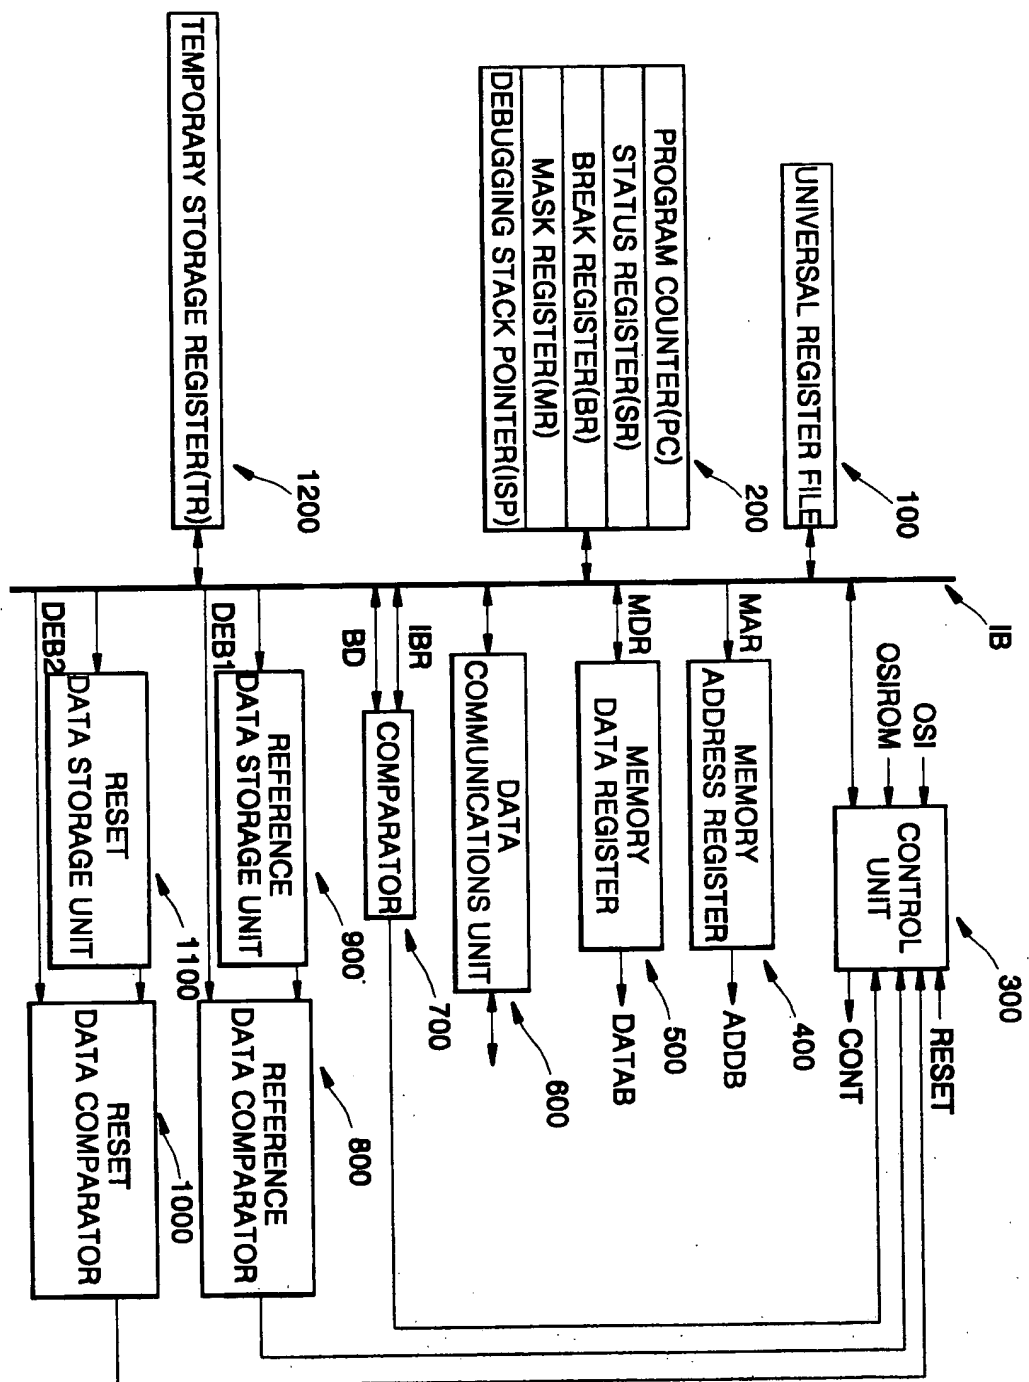 UNIVERSAL REGISTER FILE
100
PROGRAM COUNTER(PC)
STATUS REGISTER(SR)
BREAK REGISTER(BR)
MASK REGISTER(MR)
DEBUGGING STACK POINTER(ISP)
200
TEMPORARY STORAGE REGISTER(TR)
1200
IB
OSI
OSIROM
CONTROL
UNIT
300
RESET
CONT
MAR
MEMORY
ADDRESS REGISTER
400
ADDB
MDR
MEMORY
DATA REGISTER
500
DATAB
DATA
COMMUNICATIONS UNIT
600
IBR
BD
COMPARATOR
700
REFERENCE
DATA STORAGE UNIT
900
DEB1
REFERENCE
DATA COMPARATOR
800
RESET
DATA STORAGE UNIT
1100
DEB2
RESET
DATA COMPARATOR
1000